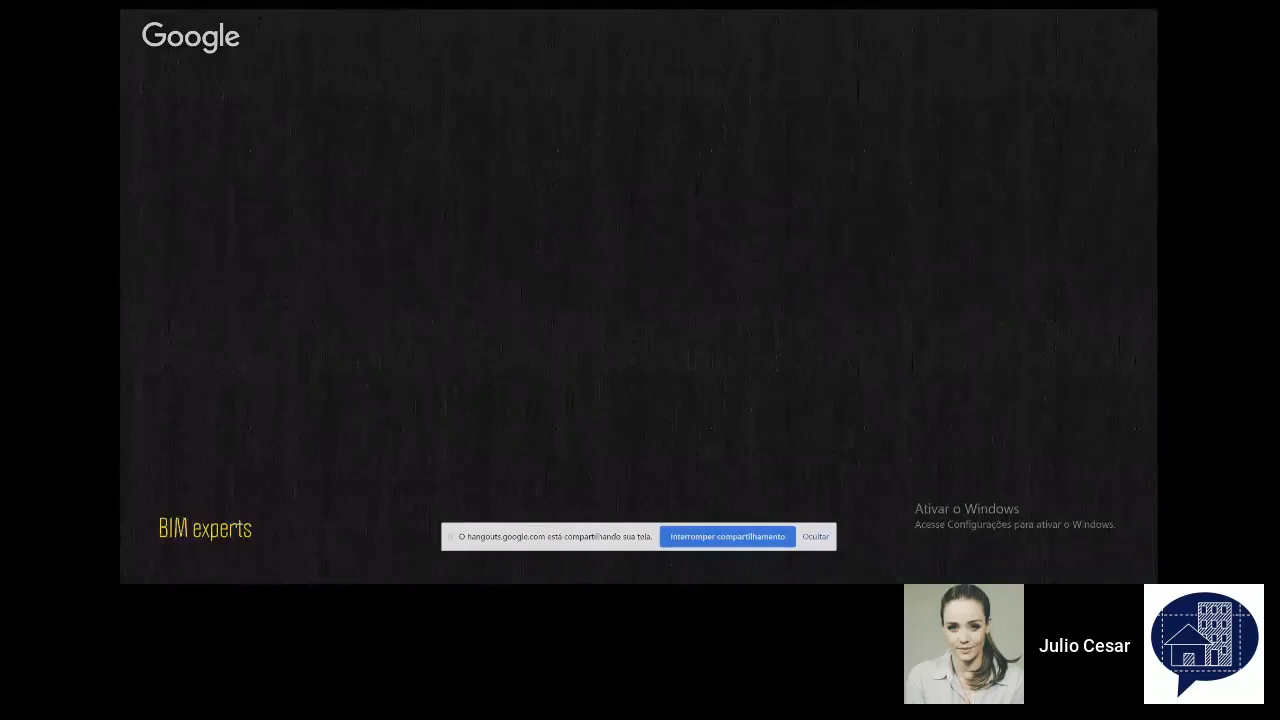 Google
BIM experts
O hangouts.google.com está compartilhando sua tela.
Interromper compartilhamento
Ocultar
Ativar o Windows
Acesse Configurações para ativar o Windows.
Julio Cesar